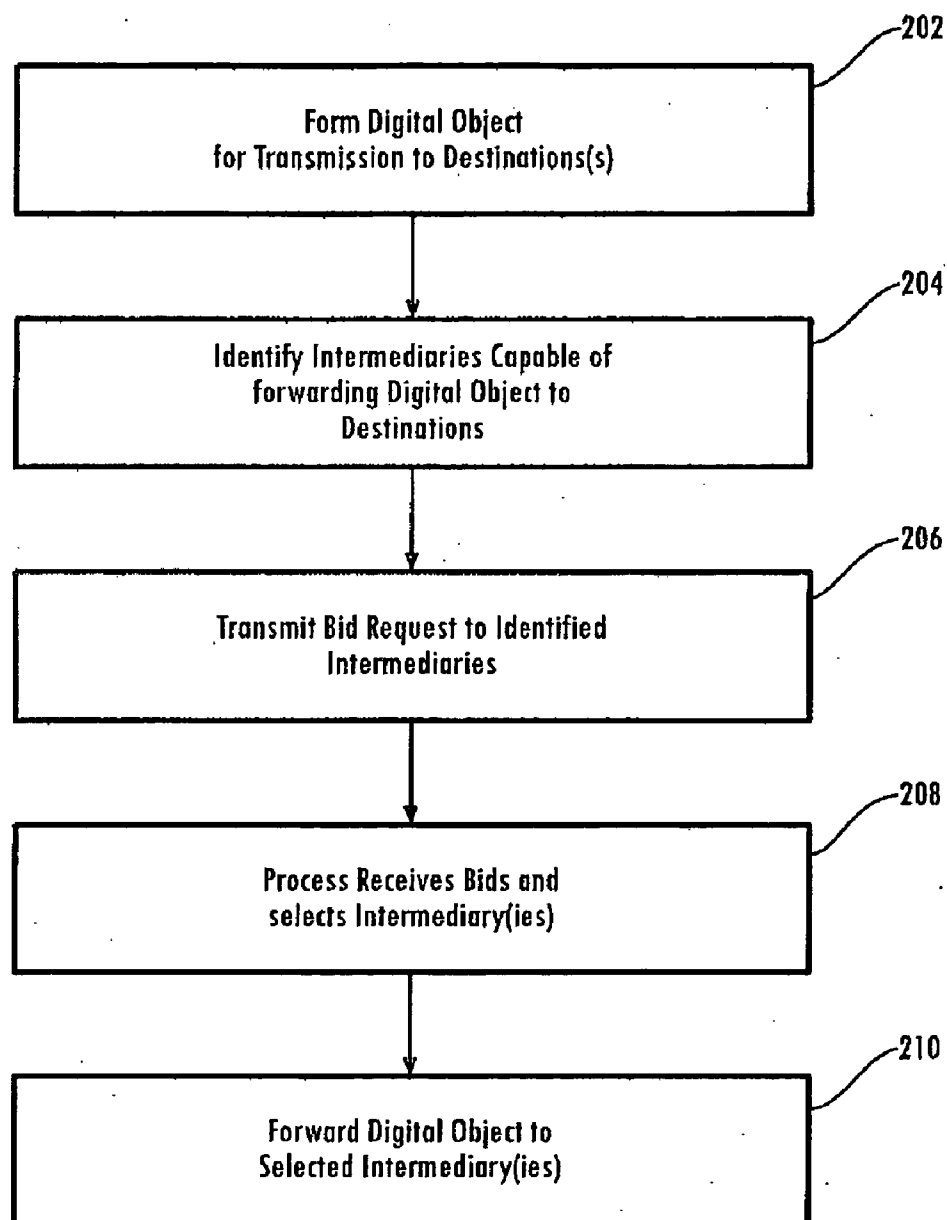 202
Form Digital Object
for Transmission to Destinations(s)
204
Identify Intermediaries Capable of
forwarding Digital Object to
Destinations
206
Transmit Bid Request to Identified
Intermediaries
208
Process Receives Bids and
selects Intermediary(ies)
210
Forward Digital Object to
Selected Intermediary(ies)